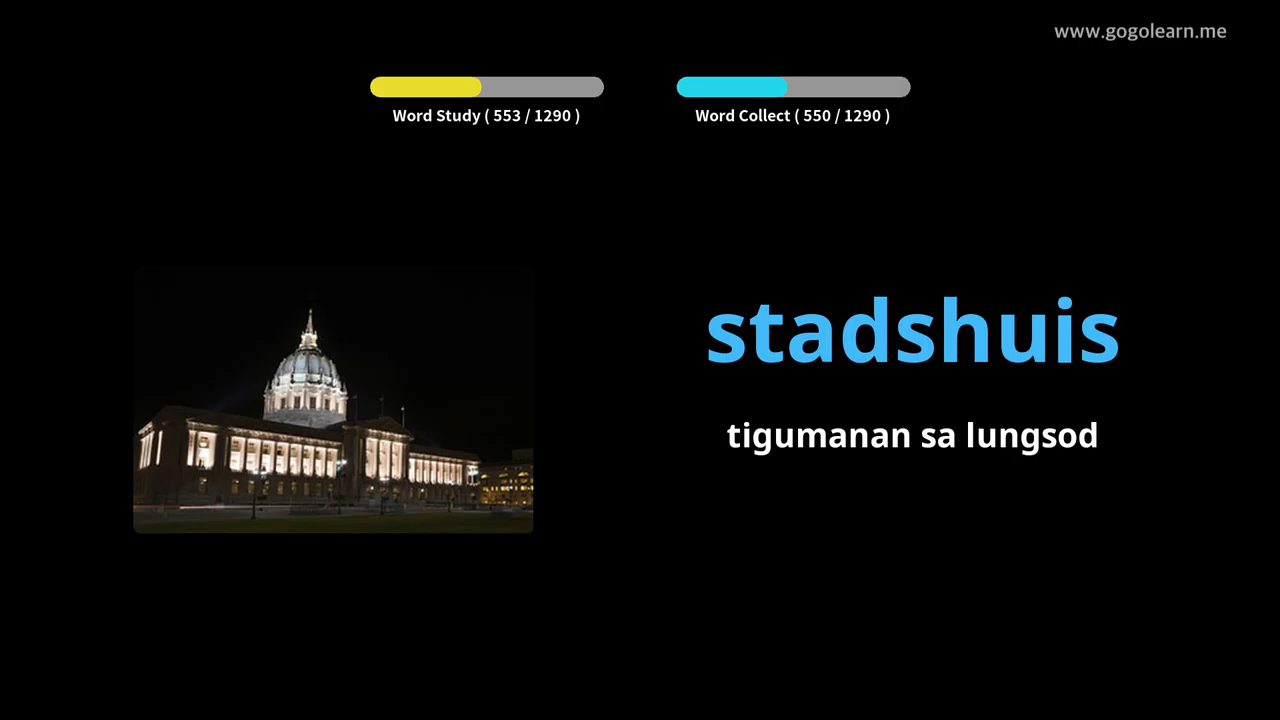 www.gogolearn.me
Word Study ( 553 / 1290 )
Word Collect ( 550 / 1290 )
stadshuis
tigumanan sa lungsod